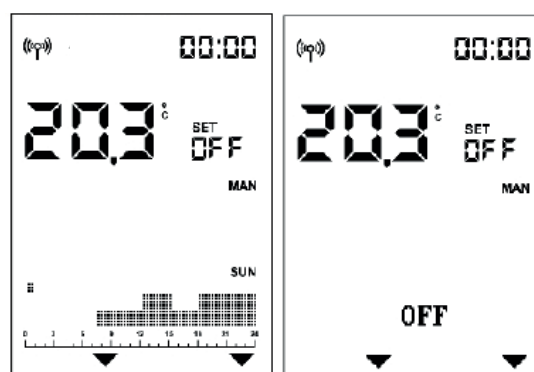 00:00
20.3 °C
SET
OFF
MAN
SUN
0 3 6 9 12 15 18 21 24
00:00
20.3 °C
SET
OFF
MAN
OFF